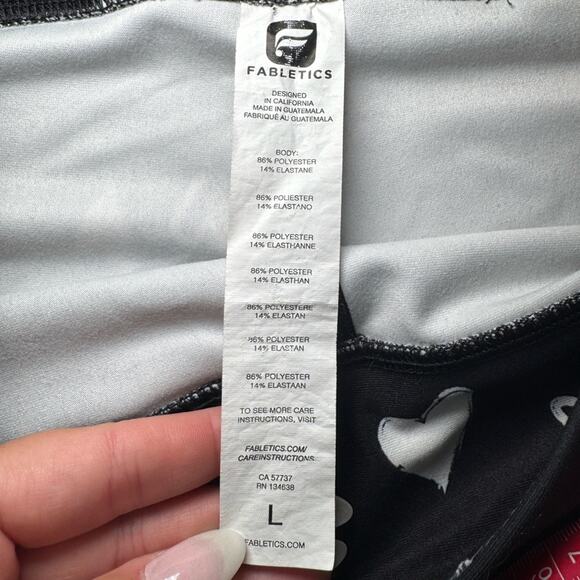 FABLETICS
DESIGNED
IN CALIFORNIA
MADE IN GUATEMALA
FABRIQUÉ AU GUATEMALA
BODY:
86% POLYESTER
14% ELASTANE
86% POLIESTER
14% ELASTANO
86% POLYESTER
14% ELASTHANNE
86% POLYESTER
14% ELASTHAN
86% POLYESTERE
14% ELASTAN
86% POLYESTER
14% ELASTAN
86% POLYESTER
14% ELASTAAN
TO SEE MORE CARE
INSTRUCTIONS, VISIT
FABLETICS.COM/
CAREINSTRUCTIONS
CA 57737
RN 134638
L
FABLETICS.COM